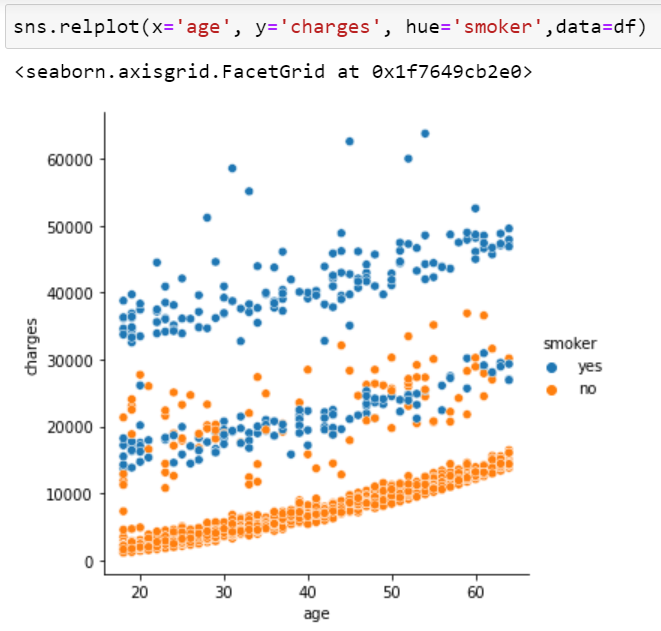 sns.relplot(x='age', y='charges', hue='smoker',data=df)
<seaborn.axisgrid.FacetGrid at 0x1f7649cb2e0>
60000
50000
40000
30000
20000
10000
0
charges
20 30 40 50 60
age
smoker
yes
no